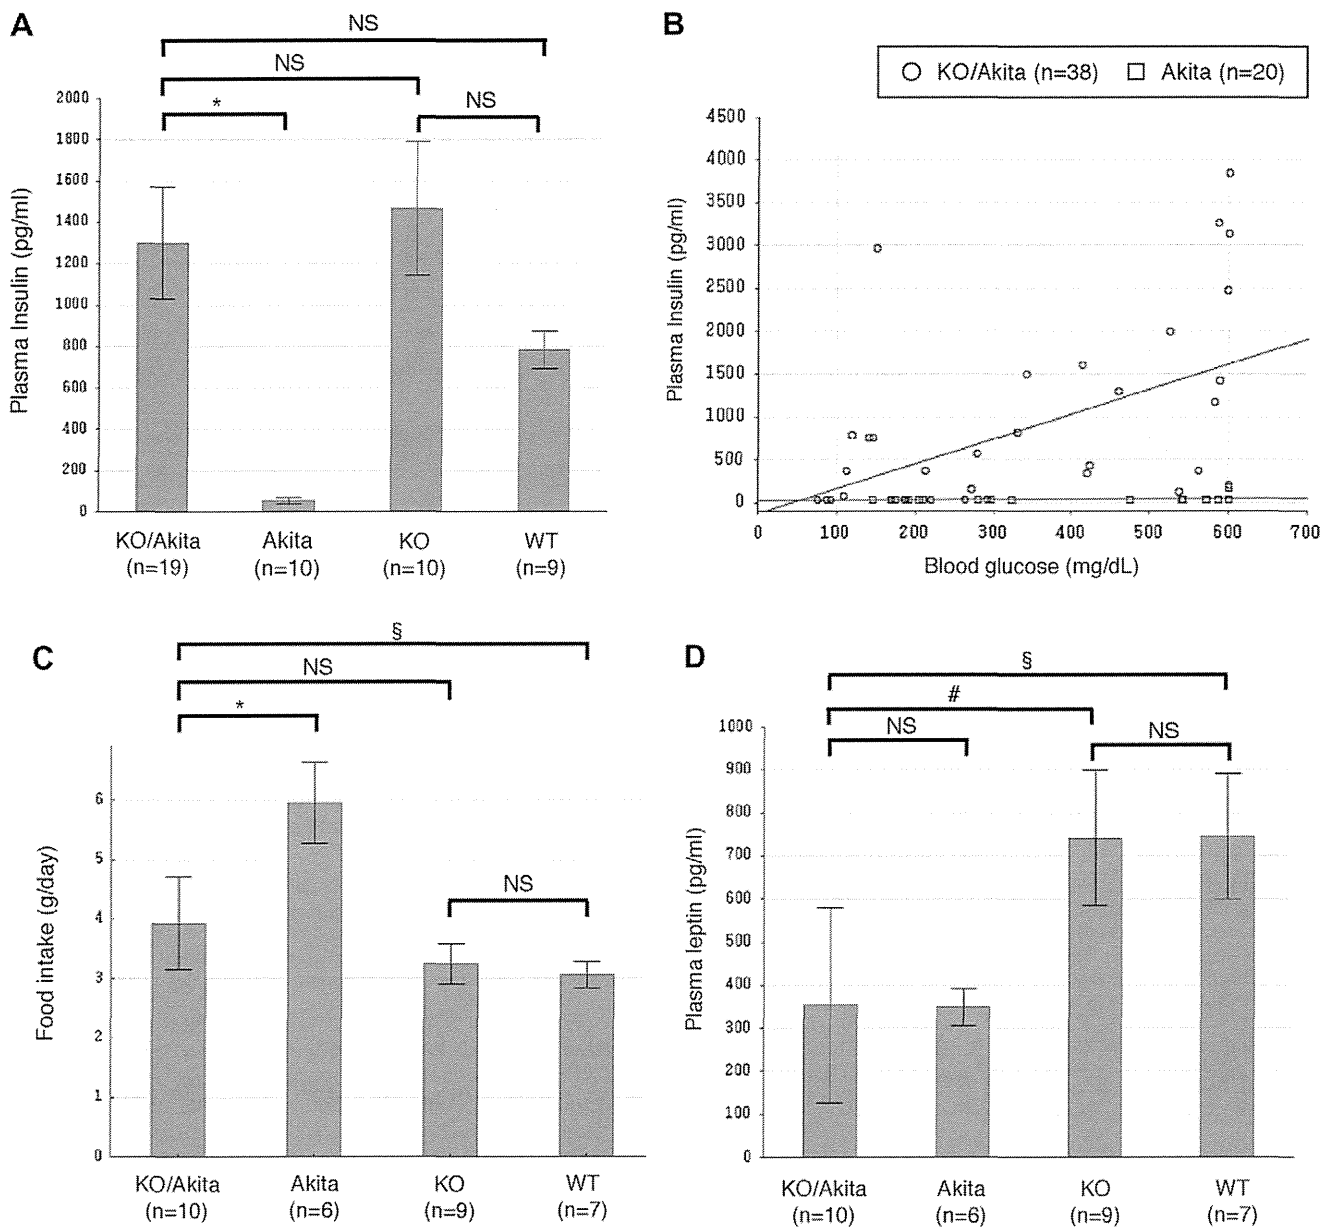 A
NS
NS
NS
*
2000
1800
1600
1400
1200
1000
800
600
400
200
0
Plasma Insulin (pg/ml)
KO/Akita Akita KO WT
(n=19) (n=10) (n=10) (n=9)
B
KO/Akita (n=38) Akita (n=20)
4500
4000
3500
3000
2500
2000
1500
1000
500
0
Plasma Insulin (pg/ml)
0 100 200 300 400 500 600 700
Blood glucose (mg/dL)
C
§
NS
*
NS
6
5
4
3
2
1
0
Food intake (g/day)
KO/Akita Akita KO WT
(n=10) (n=6) (n=9) (n=7)
D
§
#
NS
NS
1000
900
800
700
600
500
400
300
200
100
0
Plasma leptin (pg/ml)
KO/Akita Akita KO WT
(n=10) (n=6) (n=9) (n=7)